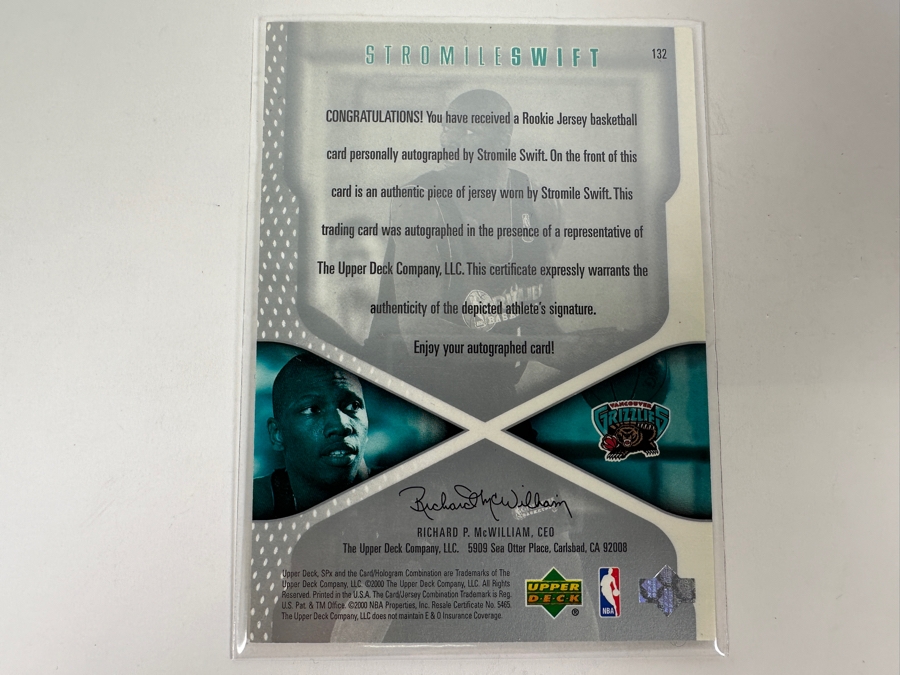 STROMILE SWIFT
132
CONGRATULATIONS! You have received a Rookie Jersey basketball
card personally autographed by Stromile Swift. On the front of this
card is an authentic piece of jersey worn by Stromile Swift. This
trading card was autographed in the presence of a representative of
The Upper Deck Company, LLC. This certificate expressly warrants the
authenticity of the depicted athlete's signature.
Enjoy your autographed card!
VANCOUVER
GRIZZLIES
Richard P. McWilliam
RICHARD P. McWILLIAM, CEO
The Upper Deck Company, LLC. 5909 Sea Otter Place, Carlsbad, CA 92008
Upper Deck, SPx and the Card/Hologram Combination are Trademarks of The
Upper Deck Company, LLC. ©2000 The Upper Deck Company, LLC. All Rights
Reserved. Printed in the U.S.A. The Card/Jersey Combination Trademark is Reg.
U.S. Pat. & TM Office. ©2000 NBA Properties, Inc. Resale Certificate No. 5465.
The Upper Deck Company, LLC does not maintain E & O Insurance Coverage.
UPPER
DECK
®
NBA